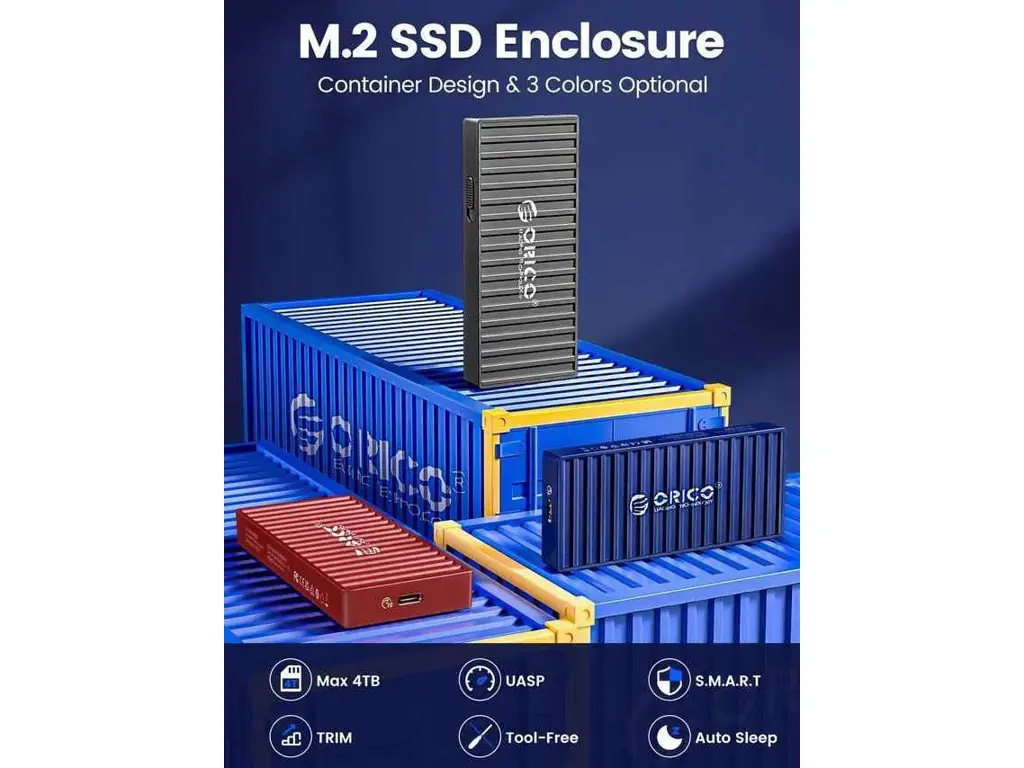 M.2 SSD Enclosure
Container Design & 3 Colors Optional
ORICO
ORICO
ORICO
Max 4TB
UASP
S.M.A.R.T
TRIM
Tool-Free
Auto Sleep